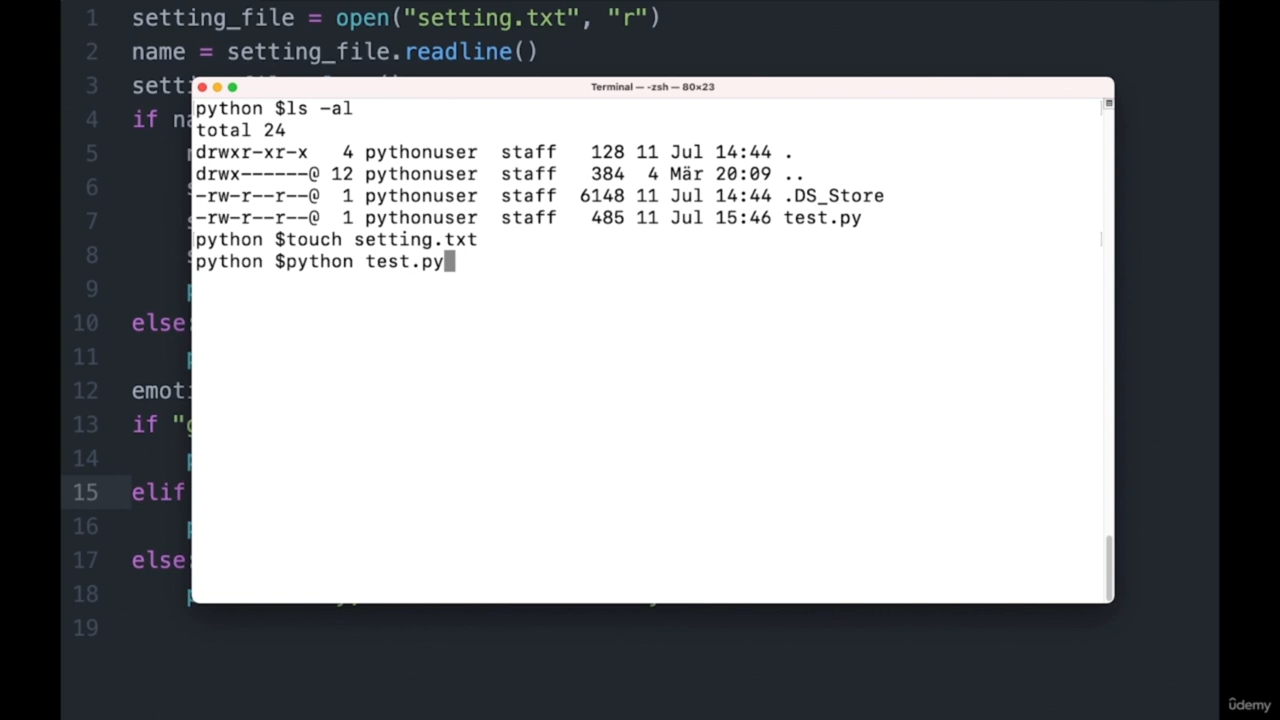 1 setting_file = open("setting.txt", "r")
2 name = setting_file.readline()
3 setti
Terminal — -zsh — 80×23
python $ls -al
total 24
drwxr-xr-x 4 pythonuser staff 128 11 Jul 14:44 .
drwx------@ 12 pythonuser staff 384 4 Mär 20:09 ..
-rw-r--r--@ 1 pythonuser staff 6148 11 Jul 14:44 .DS_Store
-rw-r--r--@ 1 pythonuser staff 485 11 Jul 15:46 test.py
python $touch setting.txt
python $python test.py
4 if na
5
6
7
8
9
10 else:
11
12 emoti
13 if "g
14
15 elif
16
17 else:
18
19
ûdemy